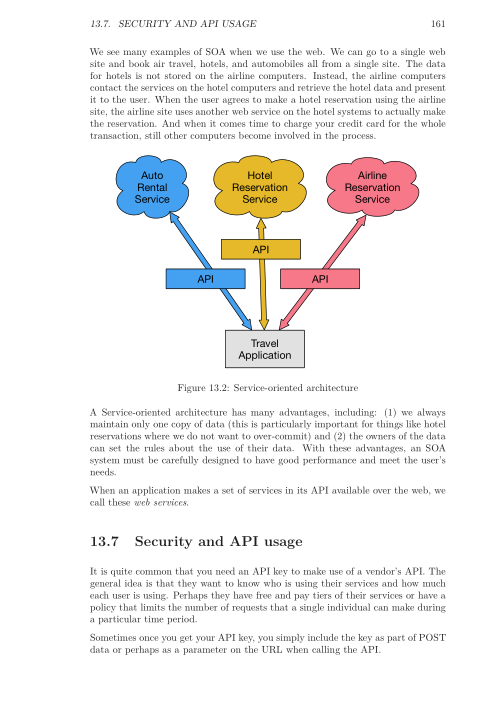 13.7. SECURITY AND API USAGE 161
We see many examples of SOA when we use the web. We can go to a single web
site and book air travel, hotels, and automobiles all from a single site. The data
for hotels is not stored on the airline computers. Instead, the airline computers
contact the services on the hotel computers and retrieve the hotel data and present
it to the user. When the user agrees to make a hotel reservation using the airline
site, the airline site uses another web service on the hotel systems to actually make
the reservation. And when it comes time to charge your credit card for the whole
transaction, still other computers become involved in the process.
Auto
Rental
Service
Hotel
Reservation
Service
Airline
Reservation
Service
API
API
API
Travel
Application
Figure 13.2: Service-oriented architecture
A Service-oriented architecture has many advantages, including: (1) we always
maintain only one copy of data (this is particularly important for things like hotel
reservations where we do not want to over-commit) and (2) the owners of the data
can set the rules about the use of their data. With these advantages, an SOA
system must be carefully designed to have good performance and meet the user's
needs.
When an application makes a set of services in its API available over the web, we
call these web services.
13.7 Security and API usage
It is quite common that you need an API key to make use of a vendor's API. The
general idea is that they want to know who is using their services and how much
each user is using. Perhaps they have free and pay tiers of their services or have a
policy that limits the number of requests that a single individual can make during
a particular time period.
Sometimes once you get your API key, you simply include the key as part of POST
data or perhaps as a parameter on the URL when calling the API.